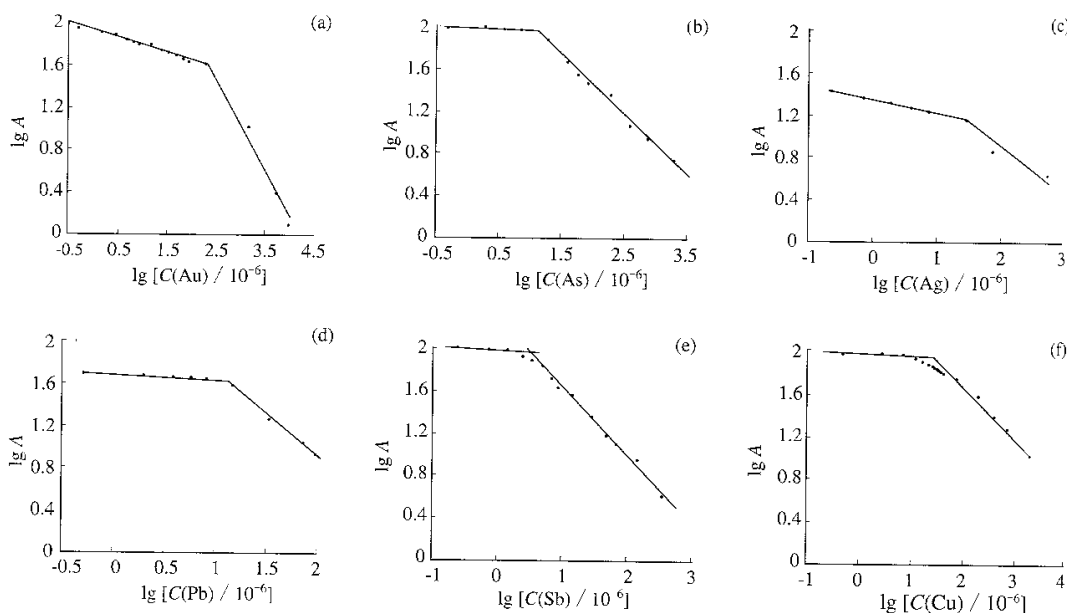 (a)
2
1.6
1.2
0.8
0.4
0
lg A
-0.5 0.5 1.5 2.5 3.5 4.5
lg [C(Au) / 10⁻⁶]
(b)
2
1.6
1.2
0.8
0.4
0
lg A
-0.5 0.5 1.5 2.5 3.5
lg [C(As) / 10⁻⁶]
(c)
2
1.6
1.2
0.8
0.4
0
lg A
-1 0 1 2 3
lg [C(Ag) / 10⁻⁶]
(d)
2
1.6
1.2
0.8
0.4
0
lg A
-0.5 0 0.5 1 1.5 2
lg [C(Pb) / 10⁻⁶]
(e)
2
1.6
1.2
0.8
0.4
0
lg A
-1 0 1 2 3
lg [C(Sb) / 10⁻⁶]
(f)
2
1.6
1.2
0.8
0.4
0
lg A
-1 0 1 2 3 4
lg [C(Cu) / 10⁻⁶]